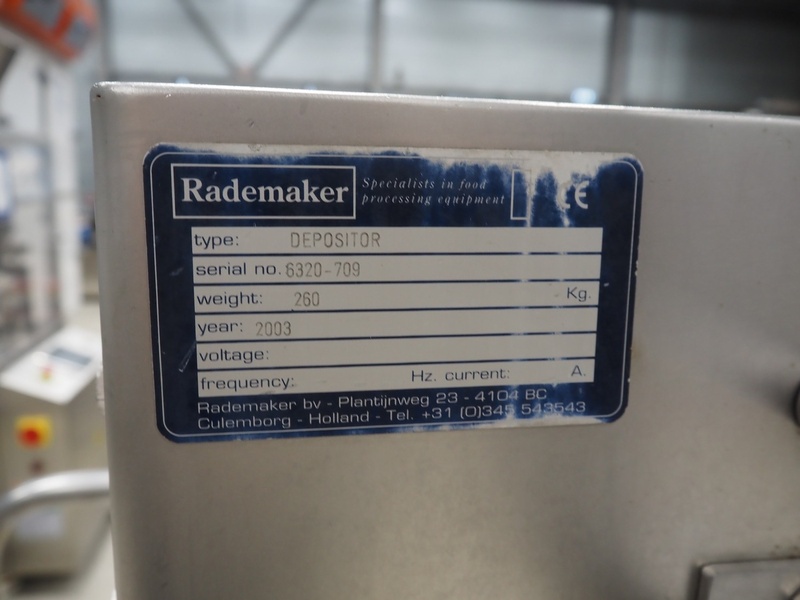 Rademaker
Specialists in food
processing equipment
CE
type: DEPOSITOR
serial no. 6320-709
weight: 260 Kg.
year: 2003
voltage:
frequency: Hz. current: A.
Rademaker bv - Plantijnweg 23 - 4104 BC
Culemborg - Holland - Tel. +31 (0)345 543543